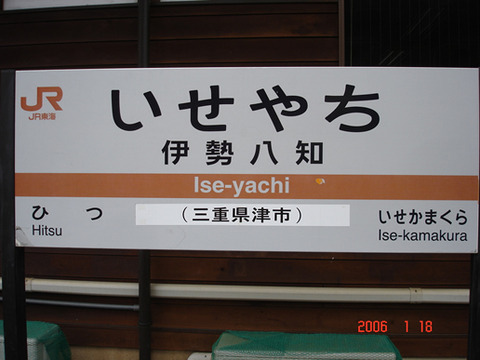 JR
JR東海
いせやち
伊勢八知
Ise-yachi
ひつ
Hitsu
（三重県津市）
いせかまくら
Ise-kamakura
2006 1 18